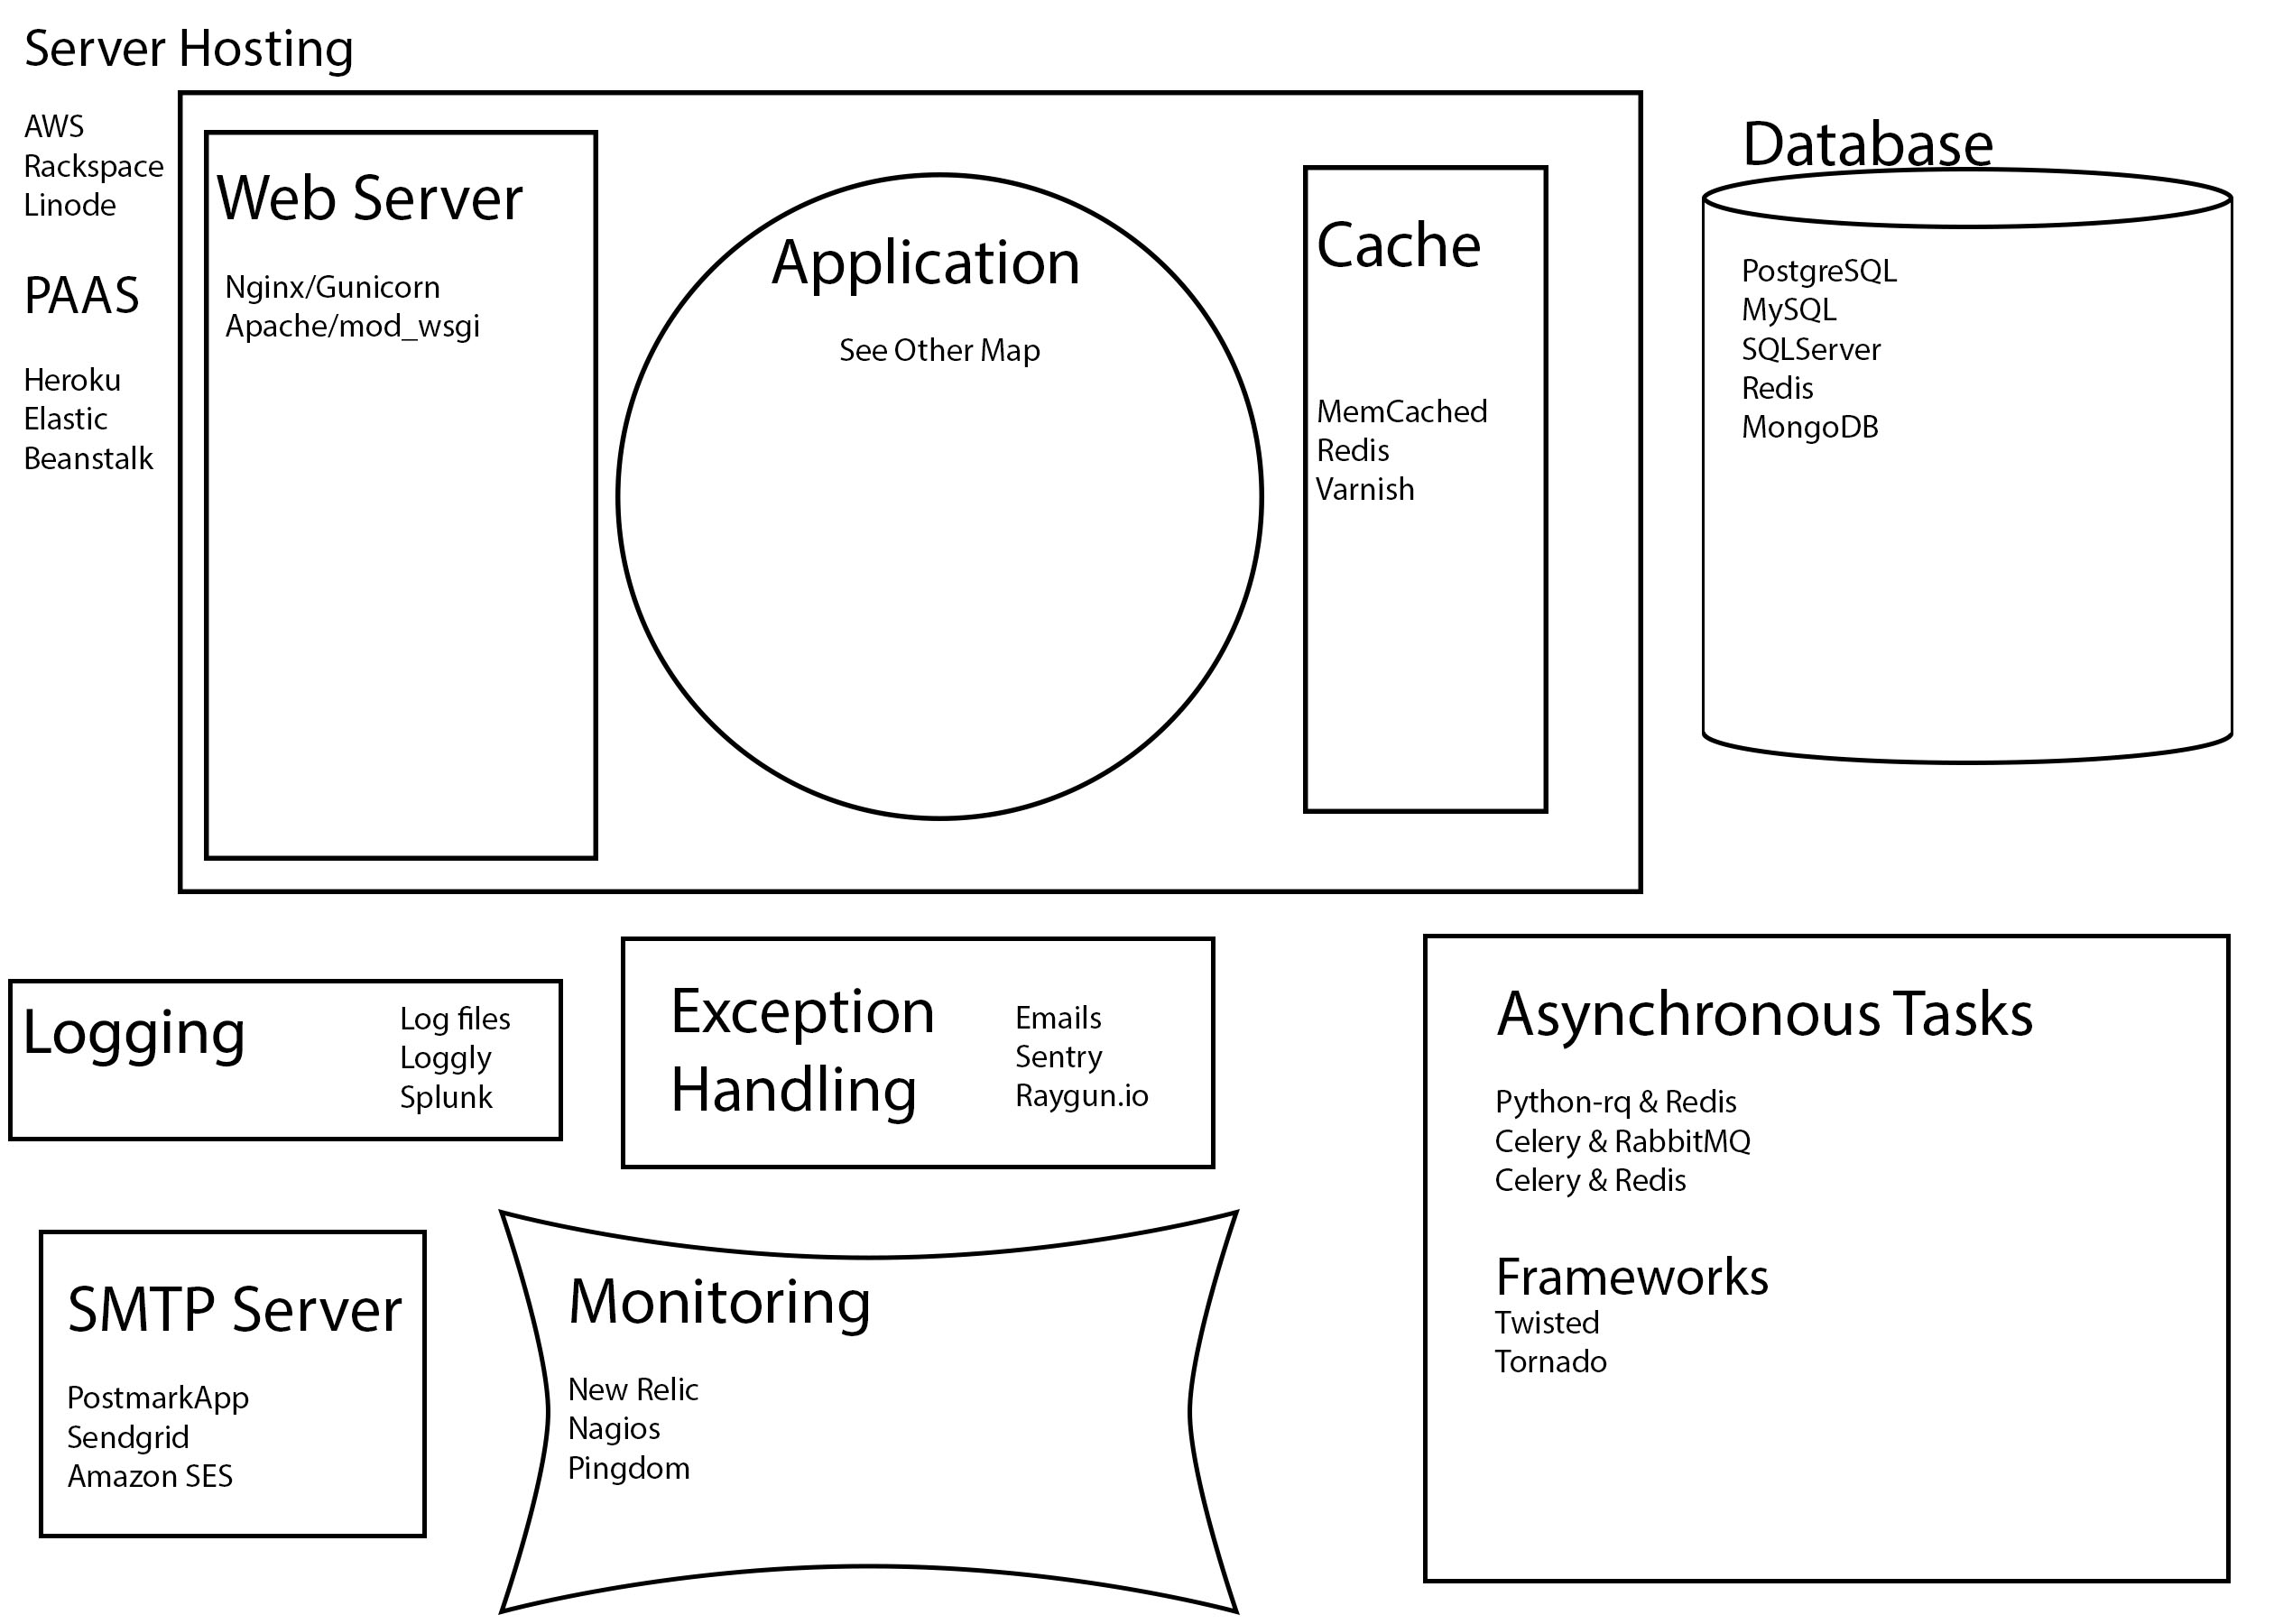 Server Hosting
AWS
Rackspace
Linode
PAAS
Heroku
Elastic
Beanstalk
Web Server
Nginx/Gunicorn
Apache/mod_wsgi
Application
See Other Map
Cache
MemCached
Redis
Varnish
Database
PostgreSQL
MySQL
SQLServer
Redis
MongoDB
Logging
Log files
Loggly
Splunk
Exception
Handling
Emails
Sentry
Raygun.io
Asynchronous Tasks
Python-rq & Redis
Celery & RabbitMQ
Celery & Redis
Frameworks
Twisted
Tornado
SMTP Server
PostmarkApp
Sendgrid
Amazon SES
Monitoring
New Relic
Nagios
Pingdom